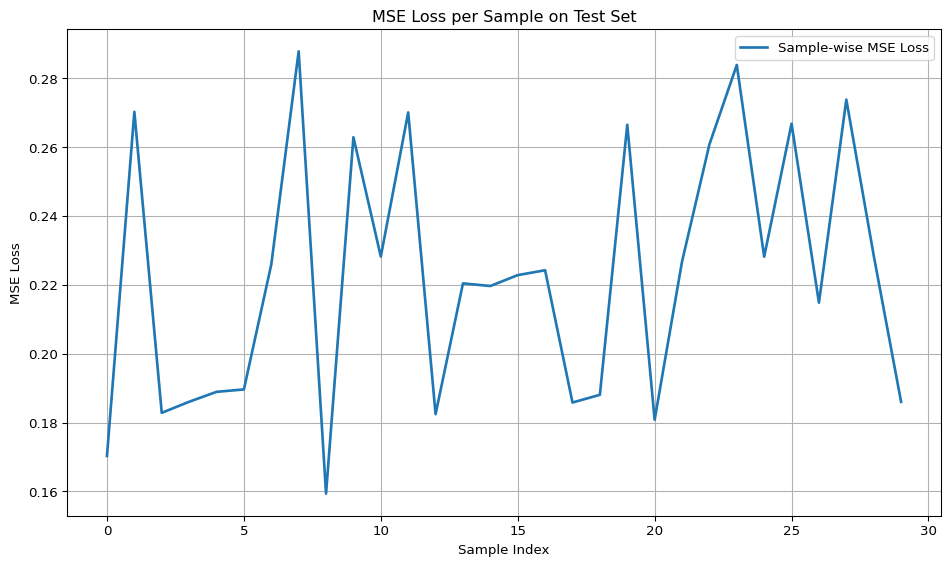 MSE Loss per Sample on Test Set
Sample-wise MSE Loss
MSE Loss
0.28
0.26
0.24
0.22
0.20
0.18
0.16
0 5 10 15 20 25 30
Sample Index